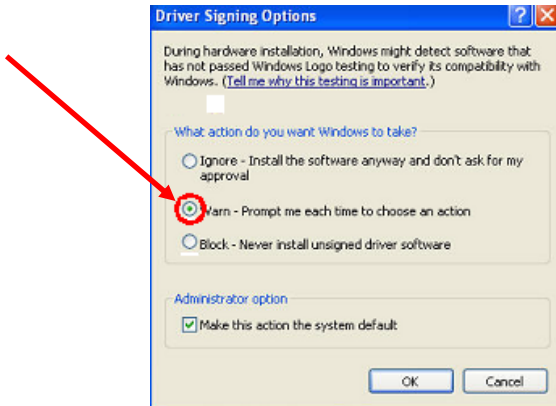 Driver Signing Options
During hardware installation, Windows might detect software that
has not passed Windows Logo testing to verify its compatibility with
Windows. (Tell me why this testing is important.)
What action do you want Windows to take?
Ignore - Install the software anyway and don't ask for my
approval
Warn - Prompt me each time to choose an action
Block - Never install unsigned driver software
Administrator option
Make this action the system default
OK Cancel